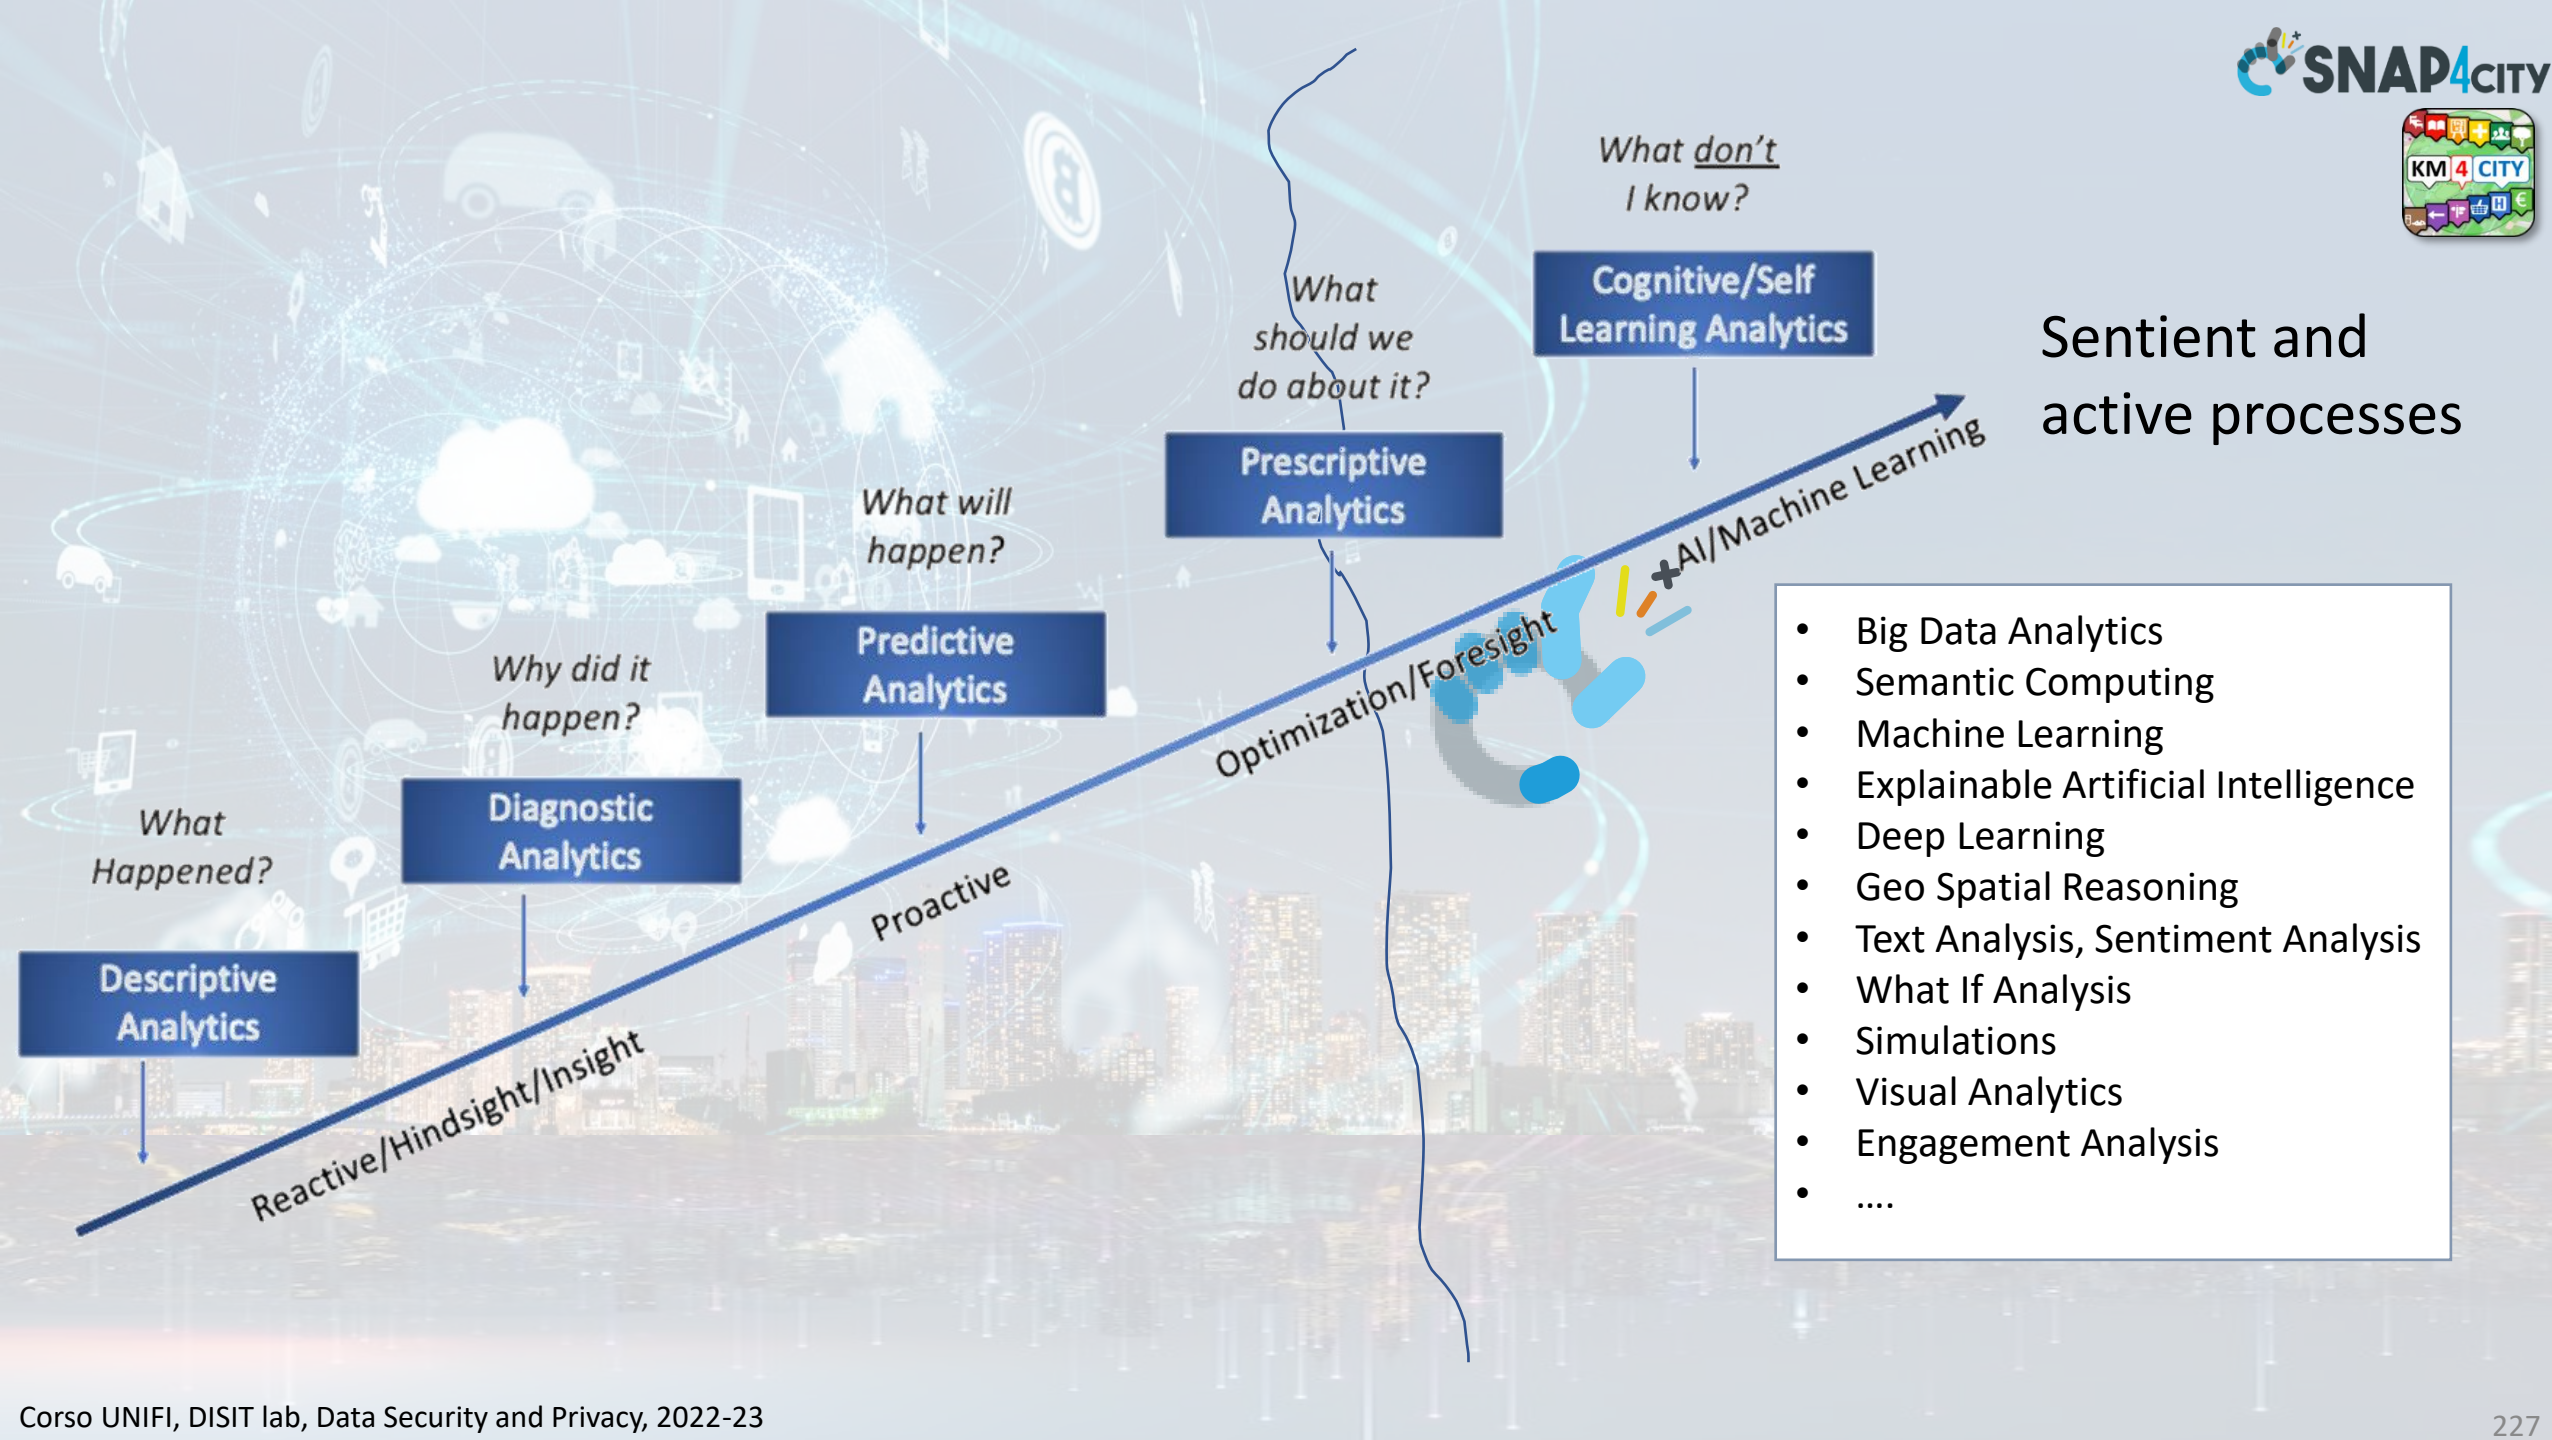 SNAP4CITY
KM 4 CITY
What don't
I know?
Cognitive/Self
Learning Analytics
Sentient and
active processes
What
should we
do about it?
Prescriptive
Analytics
AI/Machine Learning
What will
happen?
Predictive
Analytics
Optimization/Foresight
Why did it
happen?
Diagnostic
Analytics
Proactive
What
Happened?
Descriptive
Analytics
Reactive/Hindsight/Insight
• Big Data Analytics
• Semantic Computing
• Machine Learning
• Explainable Artificial Intelligence
• Deep Learning
• Geo Spatial Reasoning
• Text Analysis, Sentiment Analysis
• What If Analysis
• Simulations
• Visual Analytics
• Engagement Analysis
• ....
Corso UNIFI, DISIT lab, Data Security and Privacy, 2022-23
227